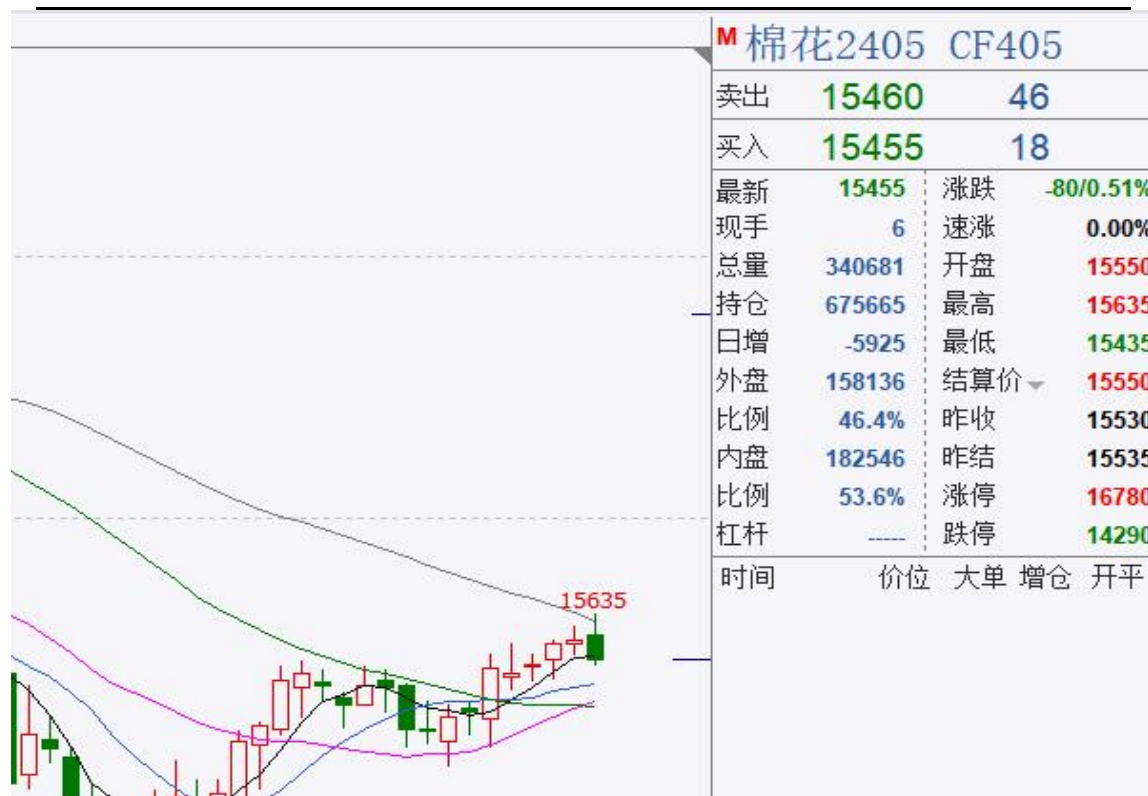 M 棉花2405 CF405
卖出 15460 46
买入 15455 18
最新 15455 涨跌 -80/0.51%
现手 6 速涨 0.00%
总量 340681 开盘 15550
持仓 675665 最高 15635
日增 -5925 最低 15435
外盘 158136 结算价 15550
比例 46.4% 昨收 15530
内盘 182546 昨结 15535
比例 53.6% 涨停 16780
杠杆 ----- 跌停 14290
时间 价位 大单 增仓 开平
15635